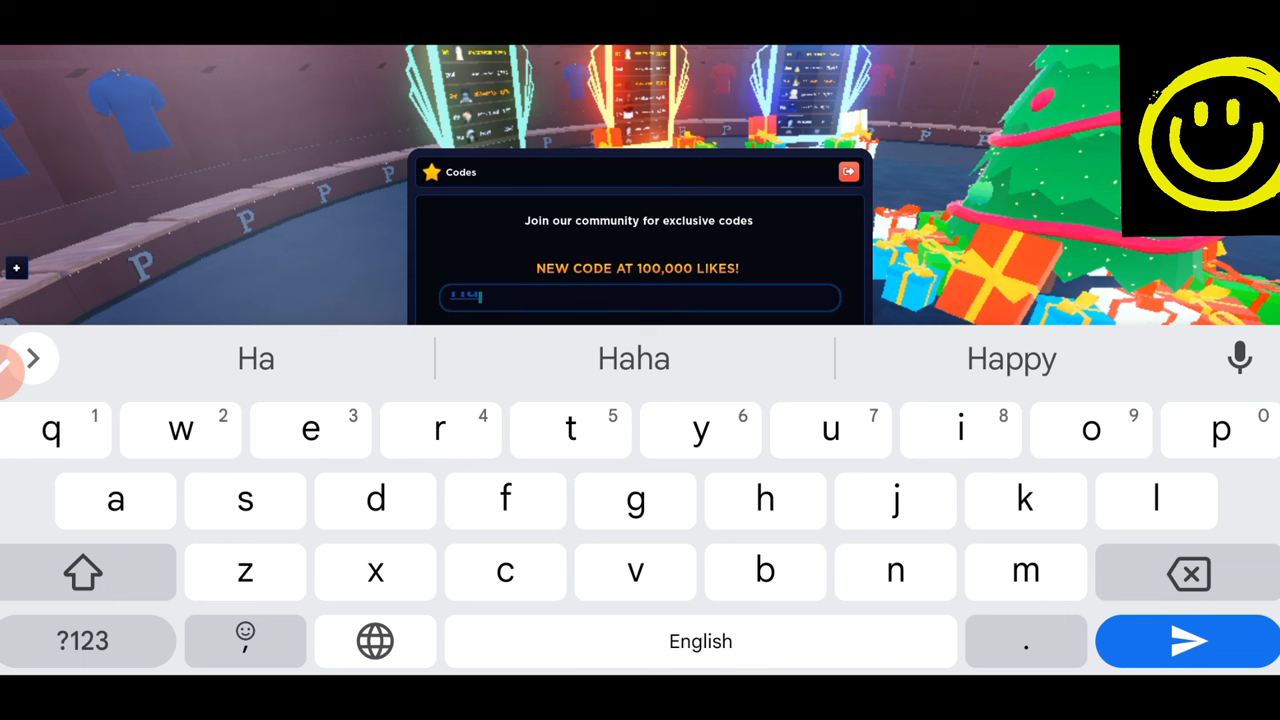 P
P
P
P
P
Codes
Join our community for exclusive codes
NEW CODE AT 100,000 LIKES!
+
Ha Haha Happy
q 1 w 2 e 3 r 4 t 5 y 6 u 7 i 8 o 9 p 0
a s d f g h j k l
z x c v b n m
?123 , English .